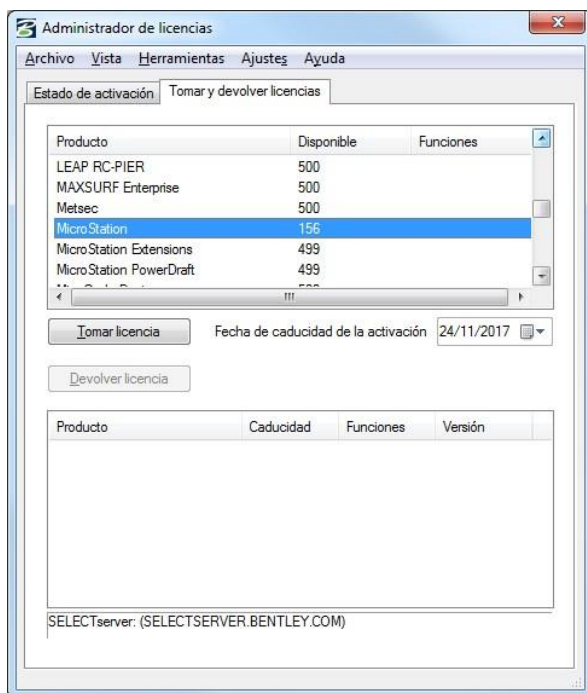 Administrador de licencias
Archivo Vista Herramientas Ajustes Ayuda
Estado de activación Tomar y devolver licencias
Producto Disponible Funciones
LEAP RC-PIER 500
MAXSURF Enterprise 500
Metsec 500
MicroStation 156
MicroStation Extensions 499
MicroStation PowerDraft 499
Tomar licencia Fecha de caducidad de la activación 24/11/2017
Devolver licencia
Producto Caducidad Funciones Versión
SELECTserver: (SELECTSERVER.BENTLEY.COM)